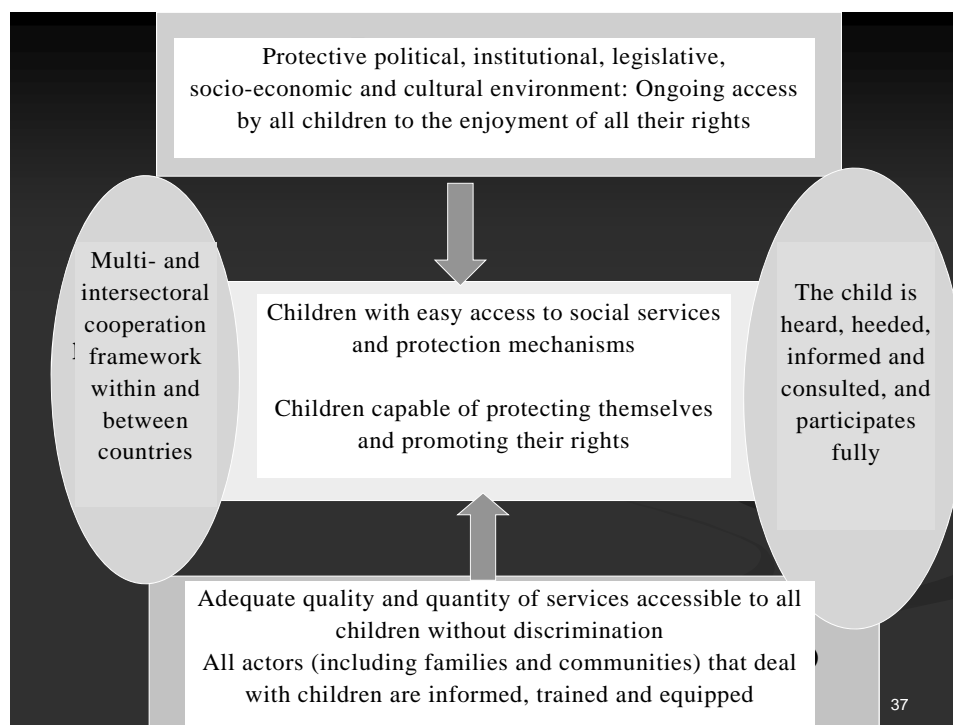 Protective political, institutional, legislative,
socio-economic and cultural environment: Ongoing access
by all children to the enjoyment of all their rights
Multi- and
intersectoral
cooperation
framework
within and
between
countries
Children with easy access to social services
and protection mechanisms
Children capable of protecting themselves
and promoting their rights
The child is
heard, heeded,
informed and
consulted, and
participates
fully
Adequate quality and quantity of services accessible to all
children without discrimination
All actors (including families and communities) that deal
with children are informed, trained and equipped
37